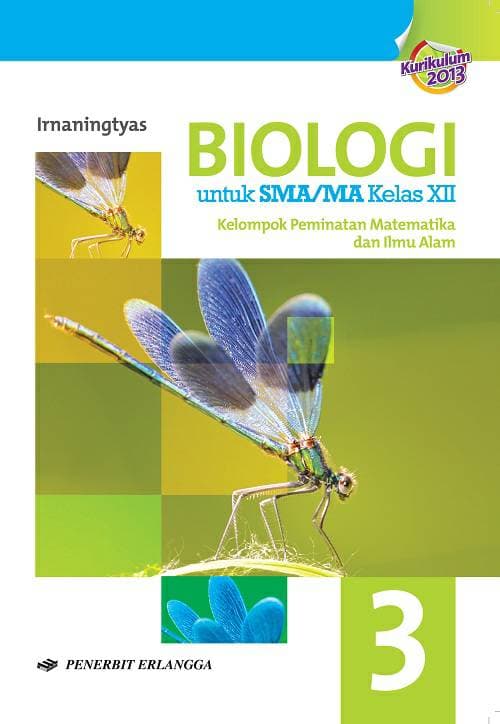 Kurikulum
2013
Irnaningtyas
BIOLOGI
untuk SMA/MA Kelas XII
Kelompok Peminatan Matematika
dan Ilmu Alam
3
PENERBIT ERLANGGA